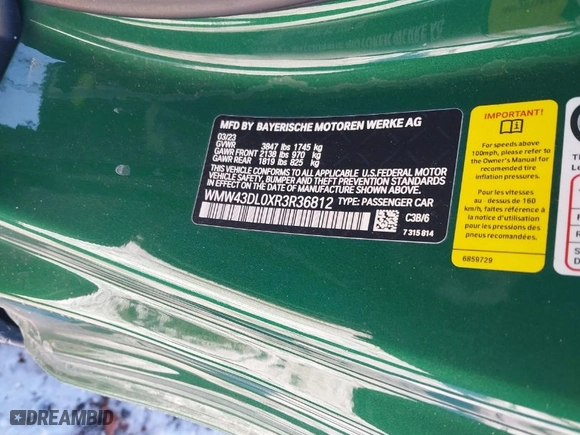 MFD BY BAYERISCHE MOTOREN WERKE AG
03/23
GVWR 3847 lbs 1745 kg
GAWR FRONT 2138 lbs 970 kg
GAWR REAR 1819 lbs 825 kg
THIS VEHICLE CONFORMS TO ALL APPLICABLE U.S.FEDERAL MOTOR
VEHICLE SAFETY, BUMPER, AND THEFT PREVENTION STANDARDS
IN EFFECT ON THE DATE OF MANUFACTURE SHOWN ABOVE.
WMW43DL0XR3R36812 TYPE: PASSENGER CAR
C3B/6
7 315 814
IMPORTANT!
For speeds above
100mph, please refer to
the Owner's Manual for
recommended tire
inflation pressures.
Pour les vitesses
au - dessus de 160
km/h, faites référence à
la notice d'utilisation
pour les pressions des
pneus recomandées.
6859729
DREAMBID